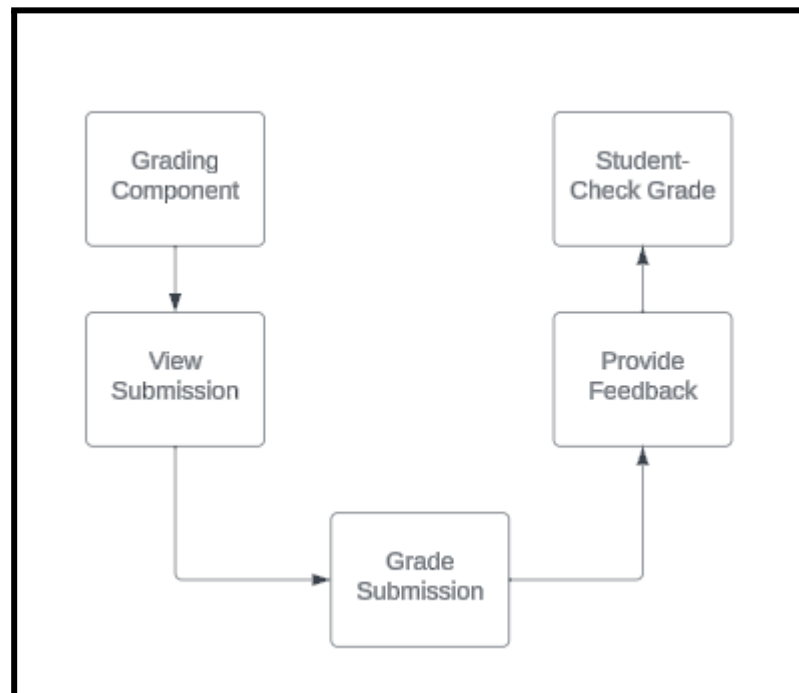 Grading
Component
View
Submission
Grade
Submission
Provide
Feedback
Student-
Check Grade